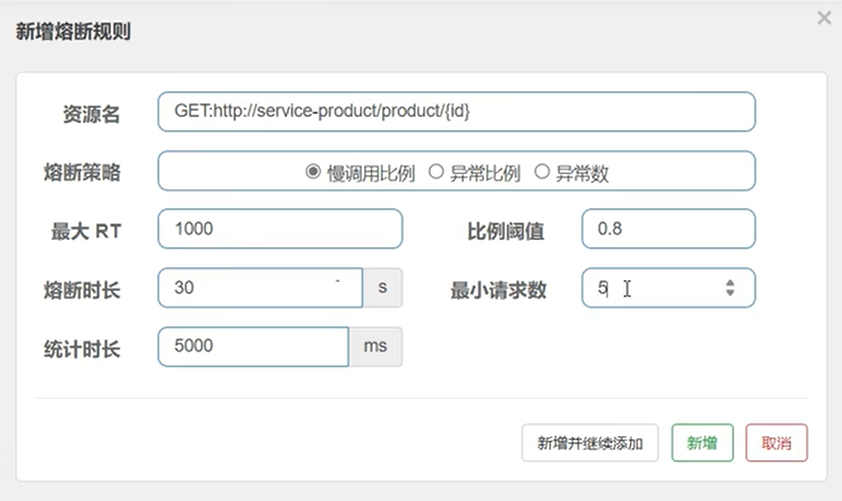 新增熔断规则
资源名 GET:http://service-product/product/{id}
熔断策略 慢调用比例 异常比例 异常数
最大 RT 1000 比例阈值 0.8
熔断时长 30 s 最小请求数 5
统计时长 5000 ms
新增并继续添加 新增 取消